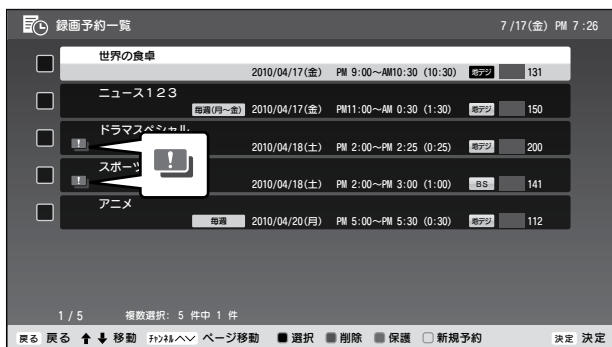 録画予約一覧 7/17(金) PM 7:26
世界の食卓
2010/04/17(金) PM 9:00～AM10:30 (10:30) 地デジ 131
ニュース123
毎週(月～金) 2010/04/17(金) PM11:00～AM 0:30 (1:30) 地デジ 150
ドラマスペシャル
! 2010/04/18(土) PM 2:00～PM 2:25 (0:25) 地デジ 200
スポーツ
! 2010/04/18(土) PM 2:00～PM 3:00 (1:00) BS 141
!
アニメ
毎週 2010/04/20(月) PM 5:00～PM 5:30 (0:30) 地デジ 112
1/5 複数選択: 5 件中 1 件
戻る 戻る ↑↓ 移動 ﾁｬﾝﾈﾙ∧∨ ページ移動 ■ 選択 ■ 削除 ■ 保護 □ 新規予約 決定 決定